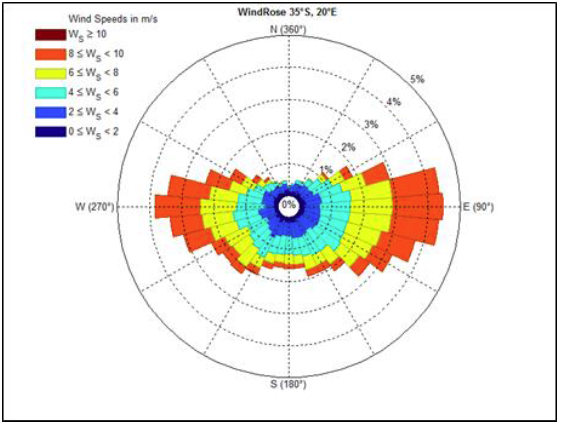 WindRose 35°S, 20°E
Wind Speeds in m/s
W_S ≥ 10
8 ≤ W_S < 10
6 ≤ W_S < 8
4 ≤ W_S < 6
2 ≤ W_S < 4
0 ≤ W_S < 2
N (360°)
5%
4%
3%
2%
1%
W (270°)
0%
E (90°)
S (180°)